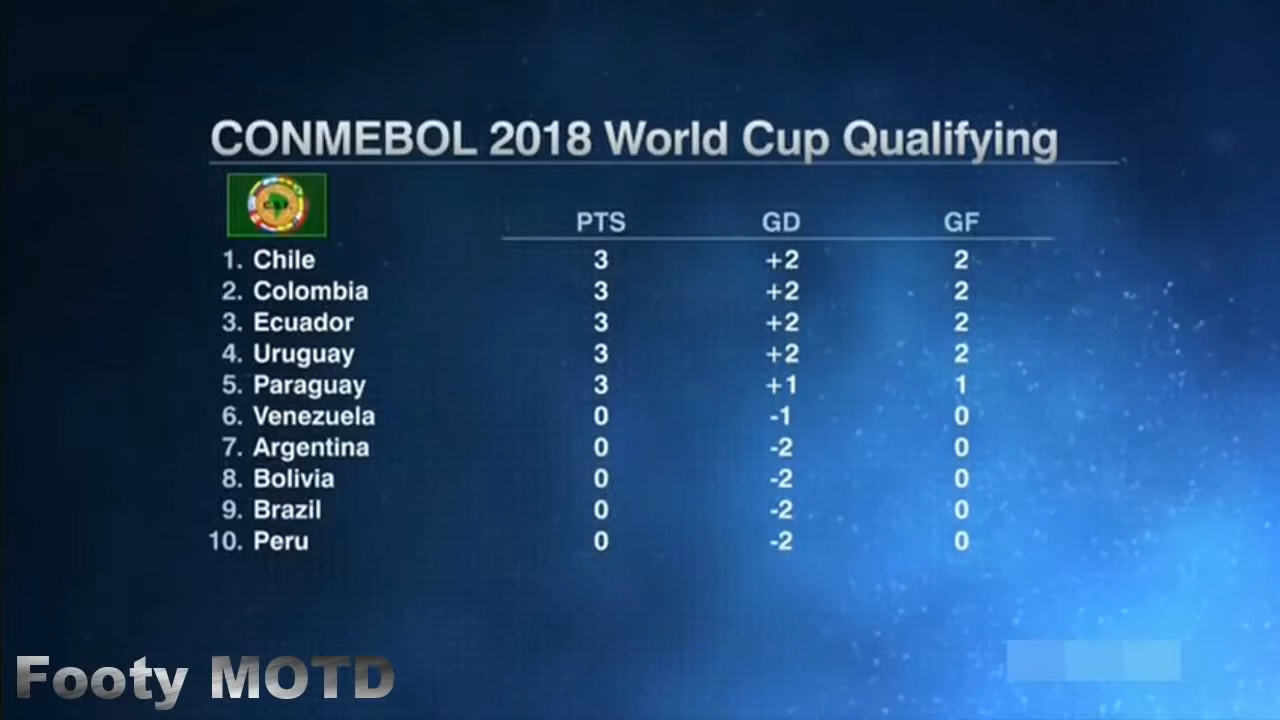 CONMEBOL 2018 World Cup Qualifying
PTS GD GF
1. Chile 3 +2 2
2. Colombia 3 +2 2
3. Ecuador 3 +2 2
4. Uruguay 3 +2 2
5. Paraguay 3 +1 1
6. Venezuela 0 -1 0
7. Argentina 0 -2 0
8. Bolivia 0 -2 0
9. Brazil 0 -2 0
10. Peru 0 -2 0
Footy MOTD